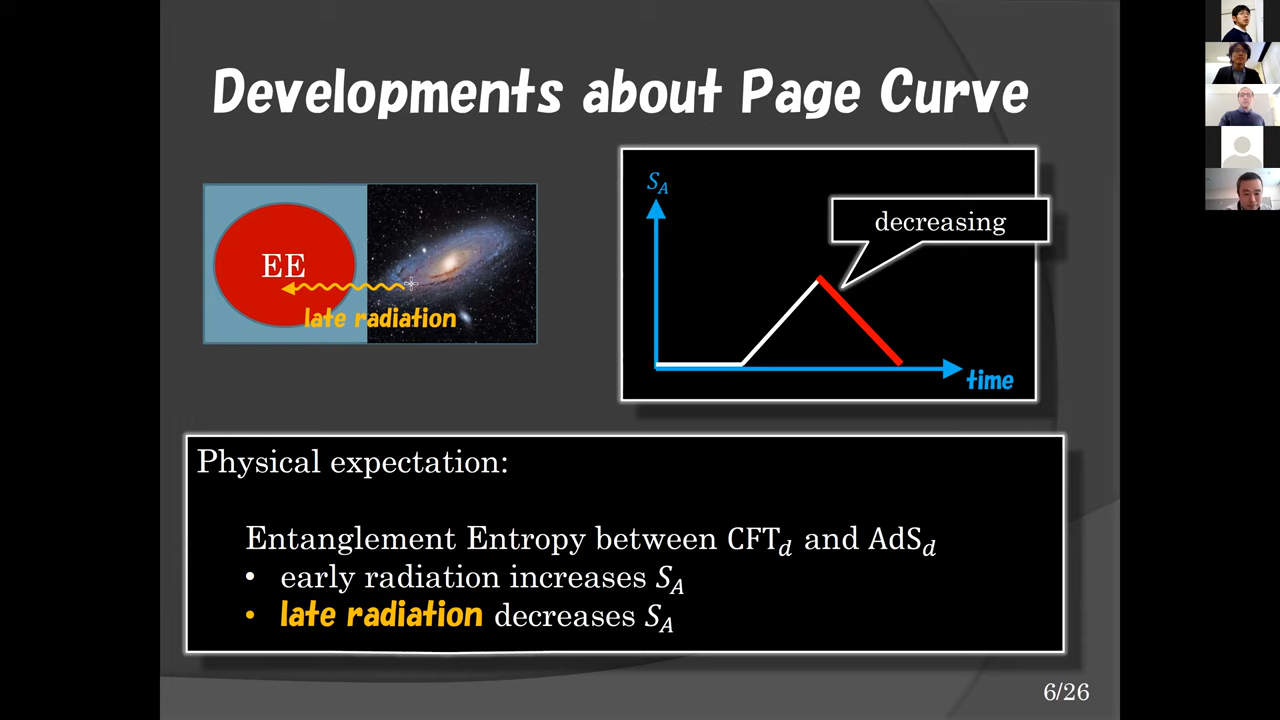 Developments about Page Curve
EE
late radiation
S_A
decreasing
time
Physical expectation:
Entanglement Entropy between CFT_d and AdS_d
• early radiation increases S_A
• late radiation decreases S_A
6/26